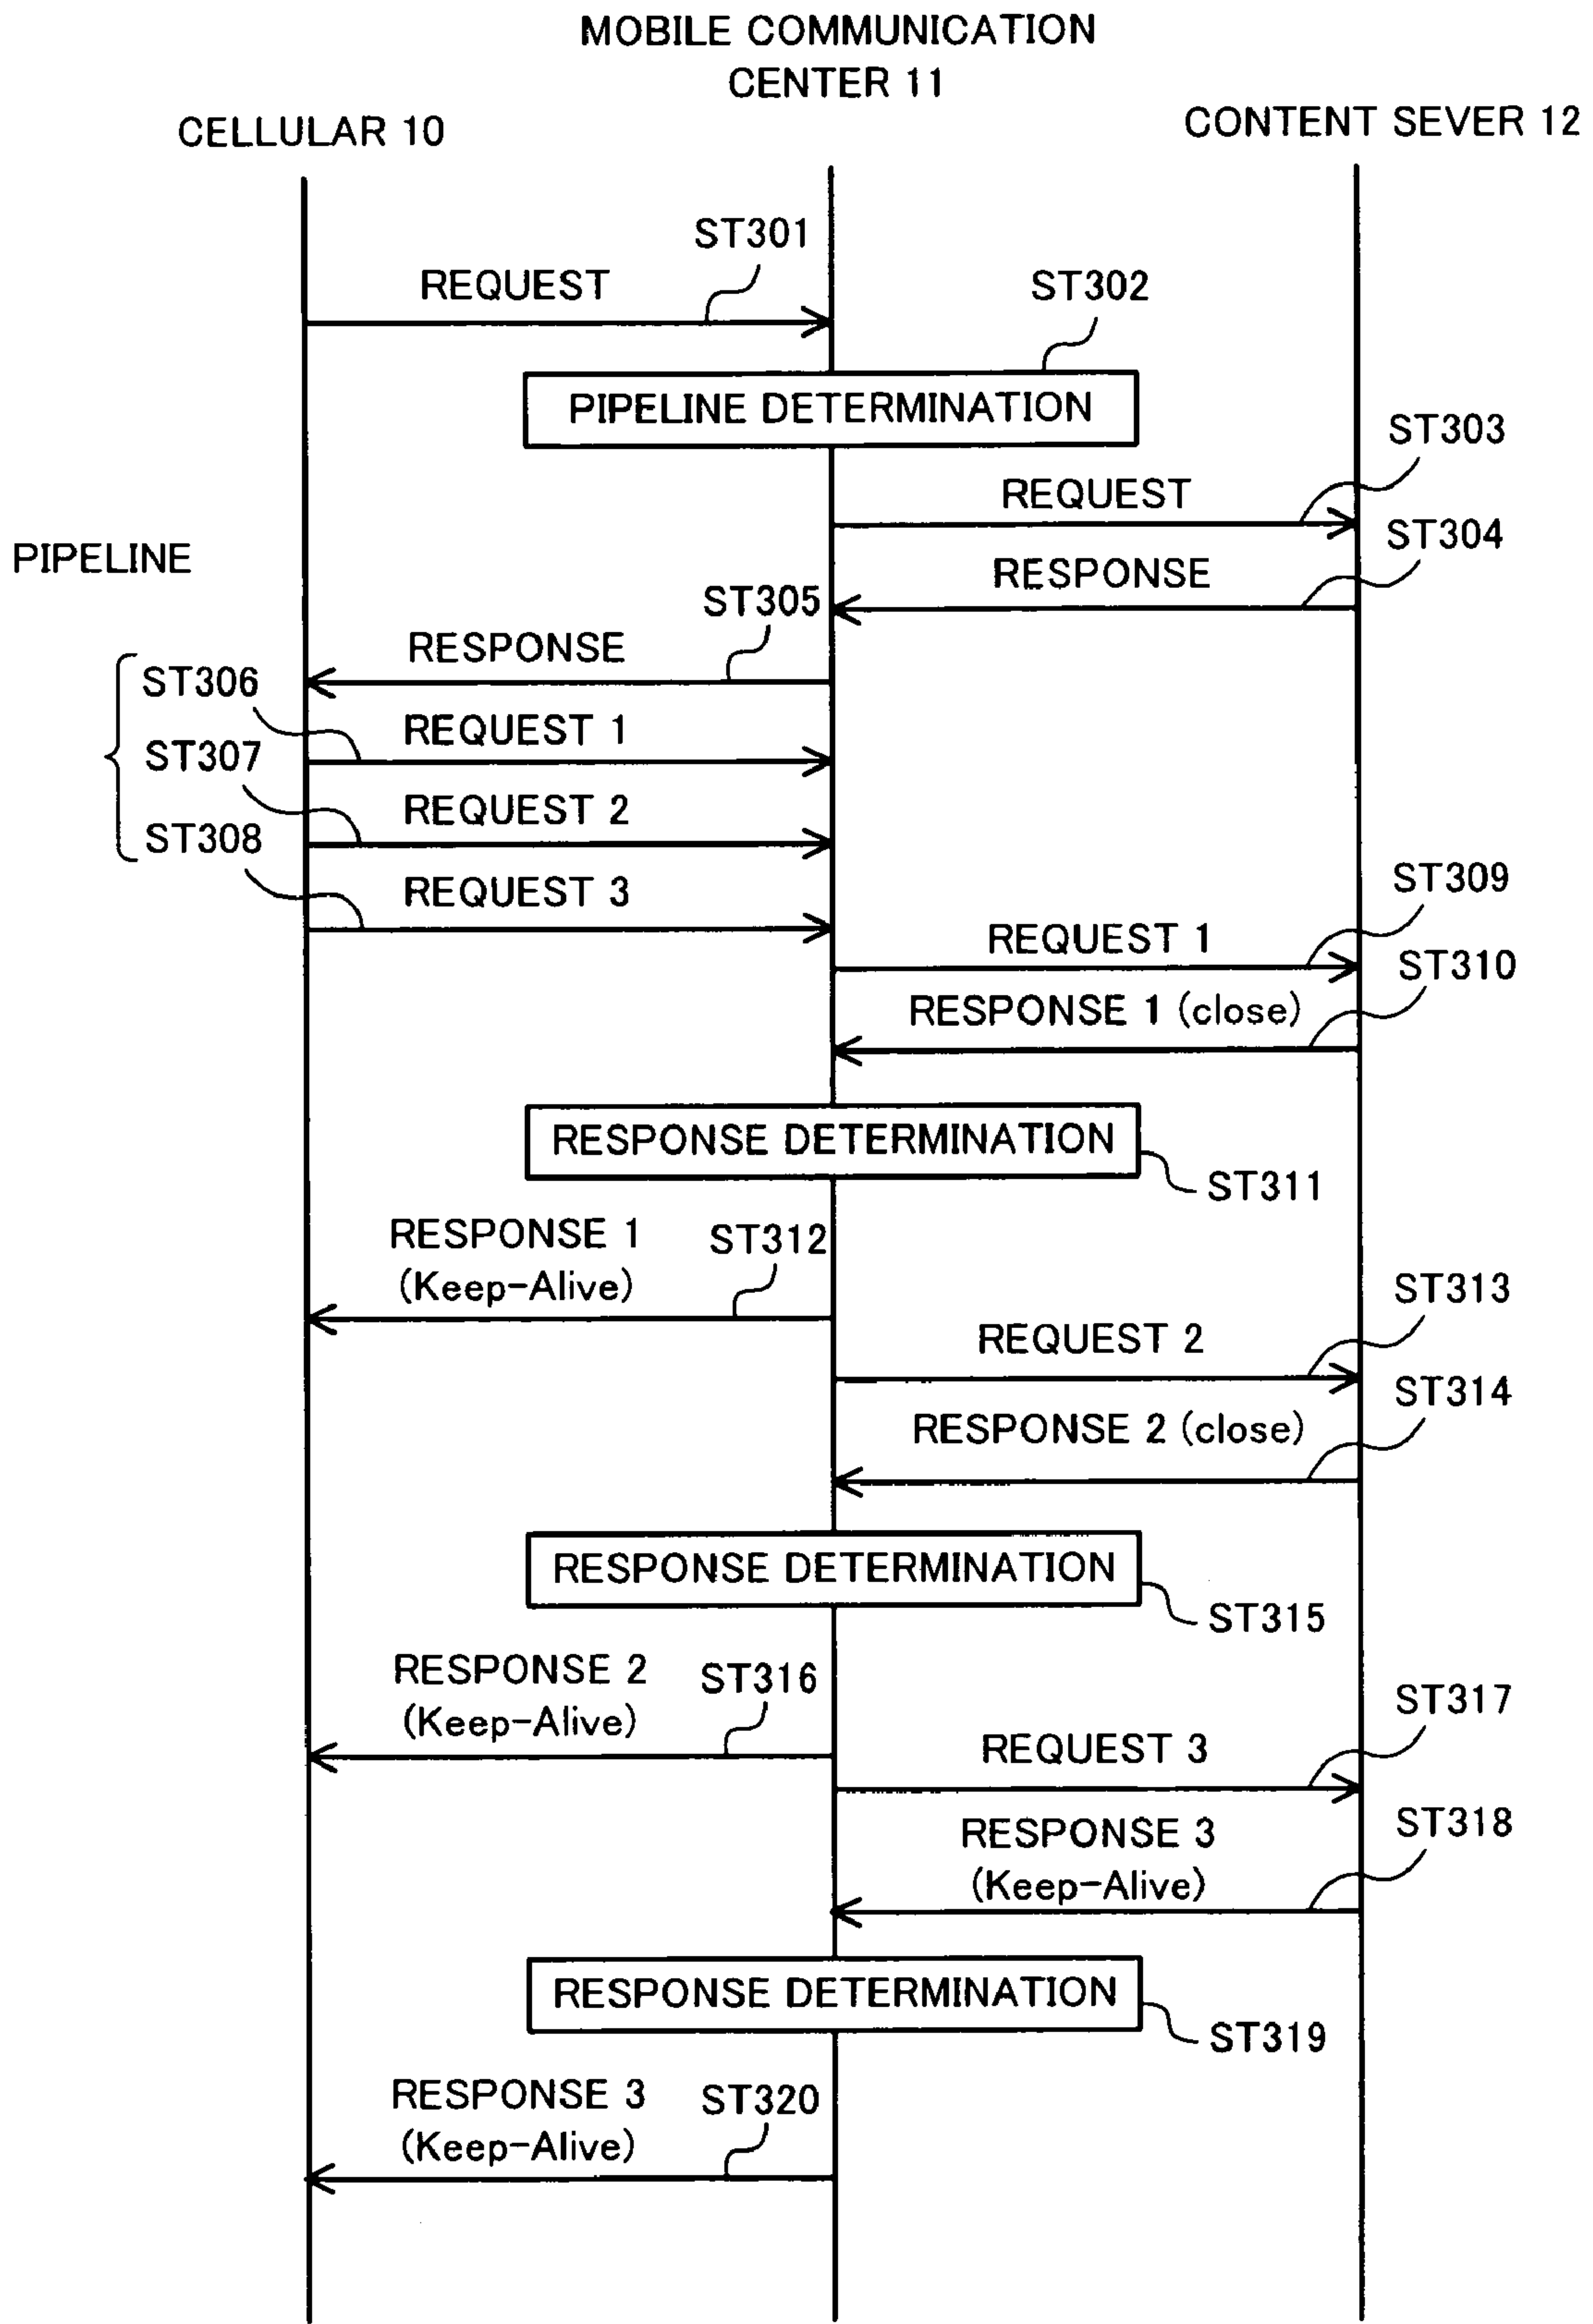 MOBILE COMMUNICATION
CENTER 11
CELLULAR 10
CONTENT SEVER 12
ST301
REQUEST
ST302
PIPELINE DETERMINATION
ST303
REQUEST
ST304
PIPELINE
RESPONSE
ST305
RESPONSE
ST306
REQUEST 1
ST307
REQUEST 2
ST308
REQUEST 3
ST309
REQUEST 1
ST310
RESPONSE 1 (close)
RESPONSE DETERMINATION
ST311
RESPONSE 1
(Keep-Alive)
ST312
ST313
REQUEST 2
ST314
RESPONSE 2 (close)
RESPONSE DETERMINATION
ST315
RESPONSE 2
(Keep-Alive)
ST316
ST317
REQUEST 3
ST318
RESPONSE 3
(Keep-Alive)
RESPONSE DETERMINATION
ST319
RESPONSE 3
(Keep-Alive)
ST320